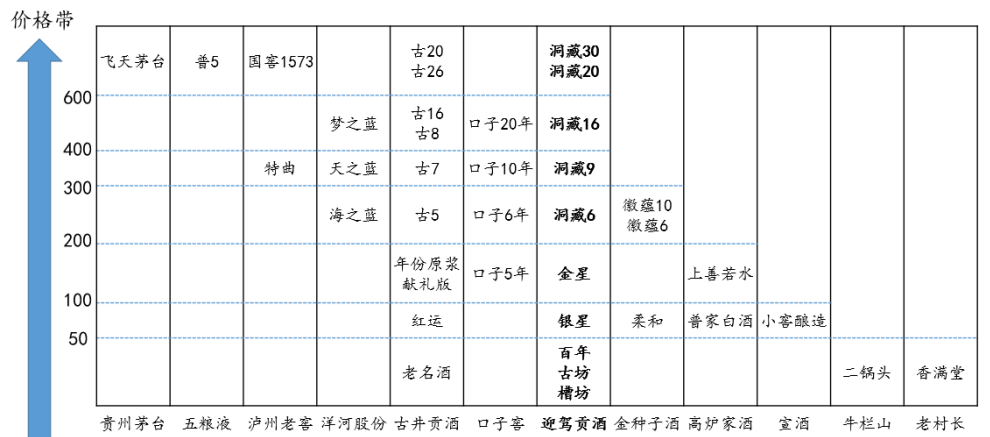 价格带
飞天茅台 普5 国窖1573 古20 洞藏30
古26 洞藏20
600
梦之蓝 古16 口子20年 洞藏16
古8
400
特曲 天之蓝 古7 口子10年 洞藏9
300
海之蓝 古5 口子6年 洞藏6 徽蕴10
徽蕴6
200
年份原浆 口子5年 金星 上善若水
献礼版
100
红运 银星 柔和 普家白酒 小窖酿造
50
老名酒 百年 二锅头 香满堂
古坊
槽坊
贵州茅台 五粮液 泸州老窖 洋河股份 古井贡酒 口子窖 迎驾贡酒 金种子酒 高炉家酒 宣酒 牛栏山 老村长